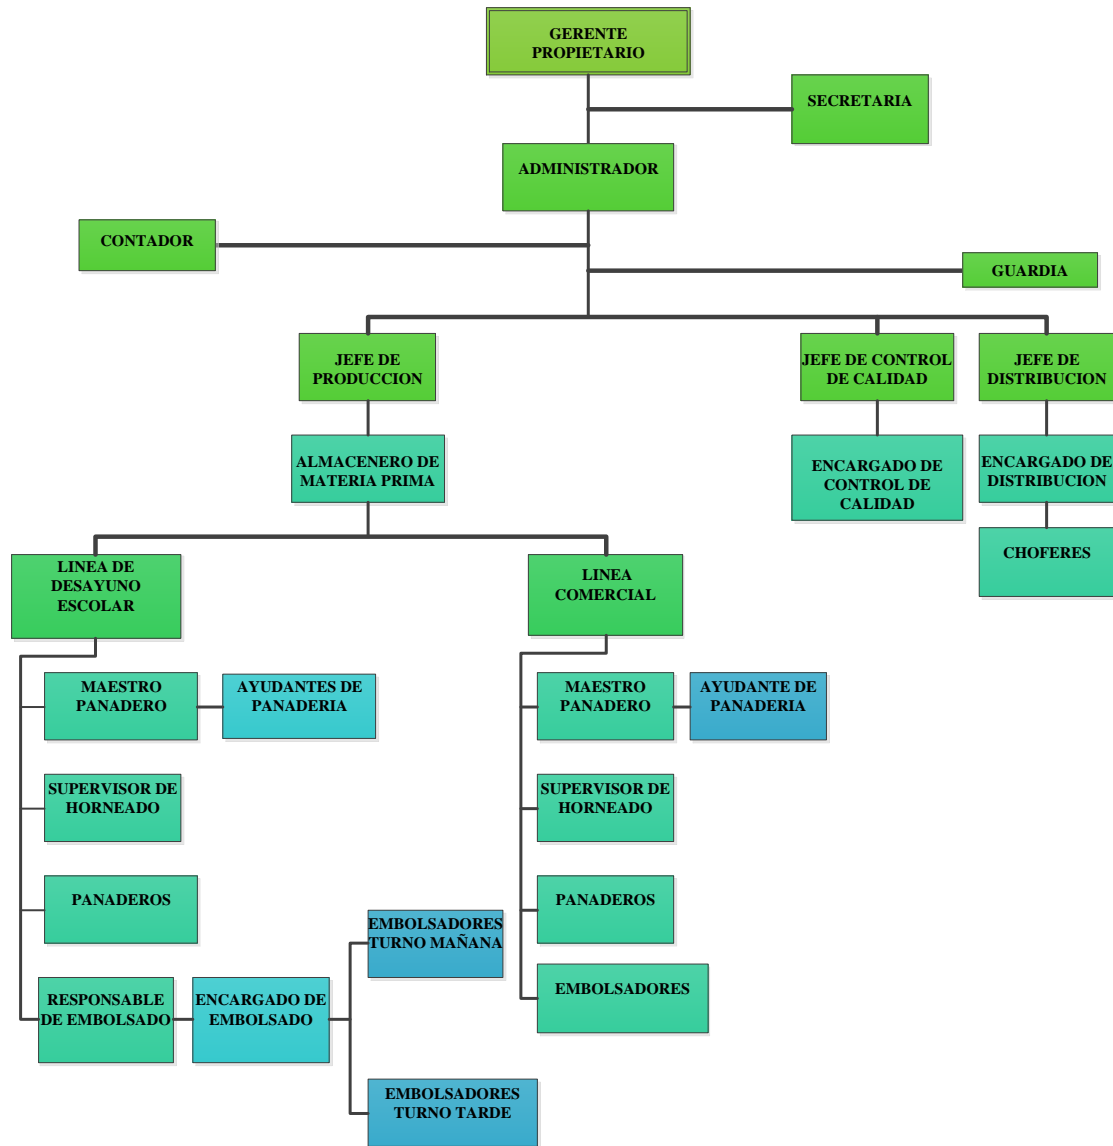 GERENTE
PROPIETARIO
SECRETARIA
ADMINISTRADOR
CONTADOR
GUARDIA
JEFE DE
PRODUCCION
JEFE DE CONTROL
DE CALIDAD
JEFE DE
DISTRIBUCION
ALMACENERO DE
MATERIA PRIMA
ENCARGADO DE
CONTROL DE
CALIDAD
ENCARGADO DE
DISTRIBUCION
CHOFERES
LINEA DE
DESAYUNO
ESCOLAR
LINEA
COMERCIAL
MAESTRO
PANADERO
AYUDANTES DE
PANADERIA
MAESTRO
PANADERO
AYUDANTE DE
PANADERIA
SUPERVISOR DE
HORNEADO
SUPERVISOR DE
HORNEADO
PANADEROS
PANADEROS
EMBOLSADORES
TURNO MAÑANA
RESPONSABLE
DE EMBOLSADO
ENCARGADO DE
EMBOLSADO
EMBOLSADORES
EMBOLSADORES
TURNO TARDE